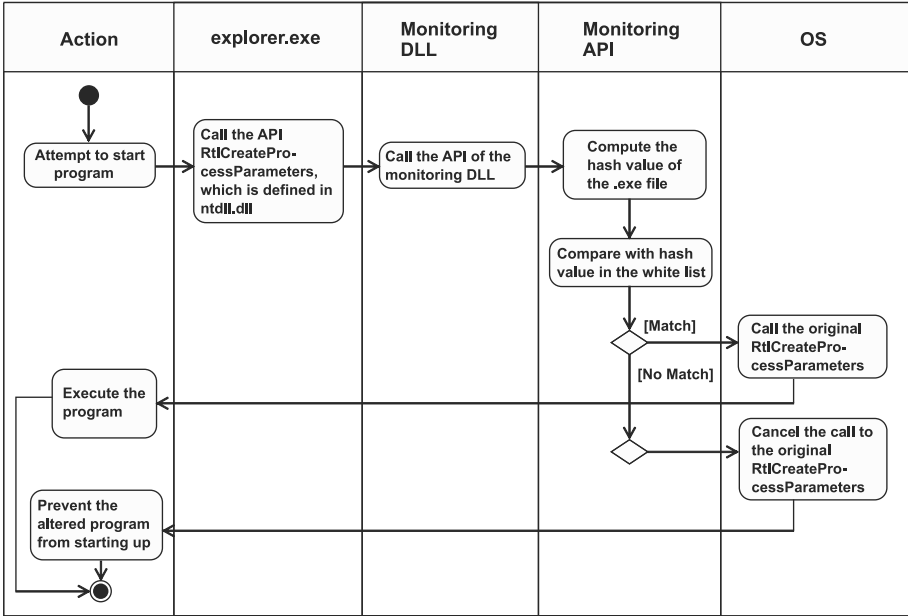 Action
explorer.exe
Monitoring
DLL
Monitoring
API
OS
Attempt to start
program
Call the API
RtlCreatePro-
cessParameters,
which is defined in
ntdll.dll
Call the API of the
monitoring DLL
Compute the
hash value of
the .exe file
Compare with hash
value in the white list
[Match]
Call the original
RtlCreatePro-
cessParameters
[No Match]
Execute the
program
Cancel the call to
the original
RtlCreatePro-
cessParameters
Prevent the
altered program
from starting up